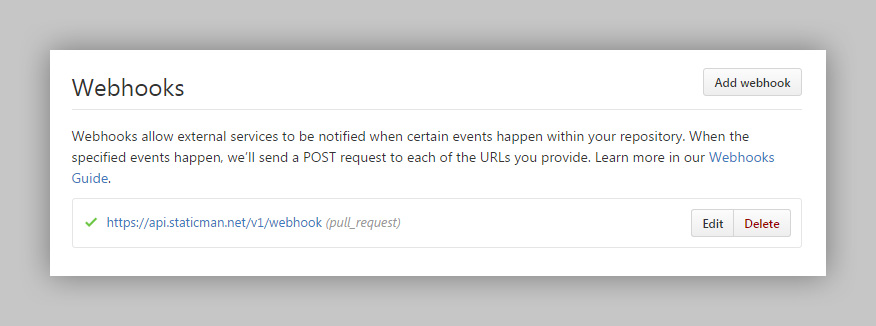 Webhooks
Add webhook
Webhooks allow external services to be notified when certain events happen within your repository. When the
specified events happen, we'll send a POST request to each of the URLs you provide. Learn more in our Webhooks
Guide.
https://api.staticman.net/v1/webhook (pull_request)
Edit
Delete